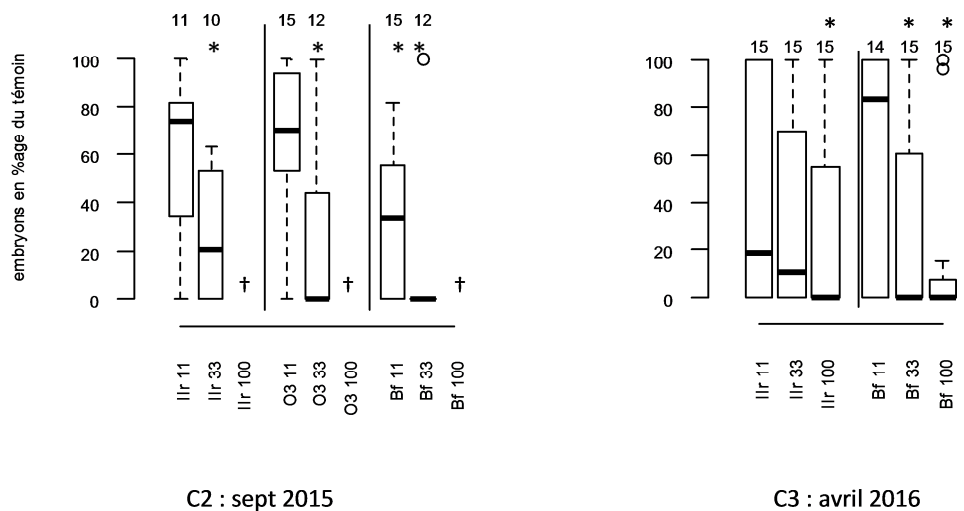 11 10 15 12 15 12
* * * *
embryons en %age du témoin
100
80
60
40
20
0
† † †
IIr 11
IIr 33
IIr 100
O3 11
O3 33
O3 100
Bf 11
Bf 33
Bf 100
C2 : sept 2015
* * *
15 15 15 14 15 15
100
80
60
40
20
0
IIr 11
IIr 33
IIr 100
Bf 11
Bf 33
Bf 100
C3 : avril 2016